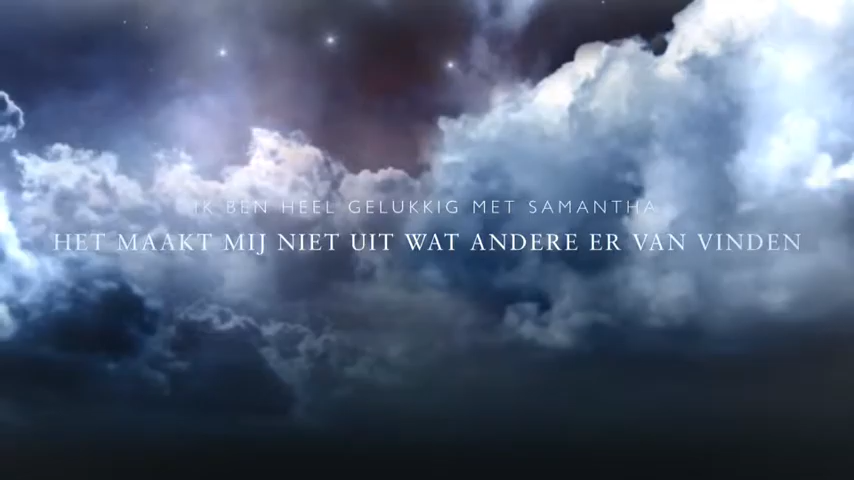 IK BEN HEEL GELUKKIG MET SAMANTHA
HET MAAKT MIJ NIET UIT WAT ANDERE ER VAN VINDEN